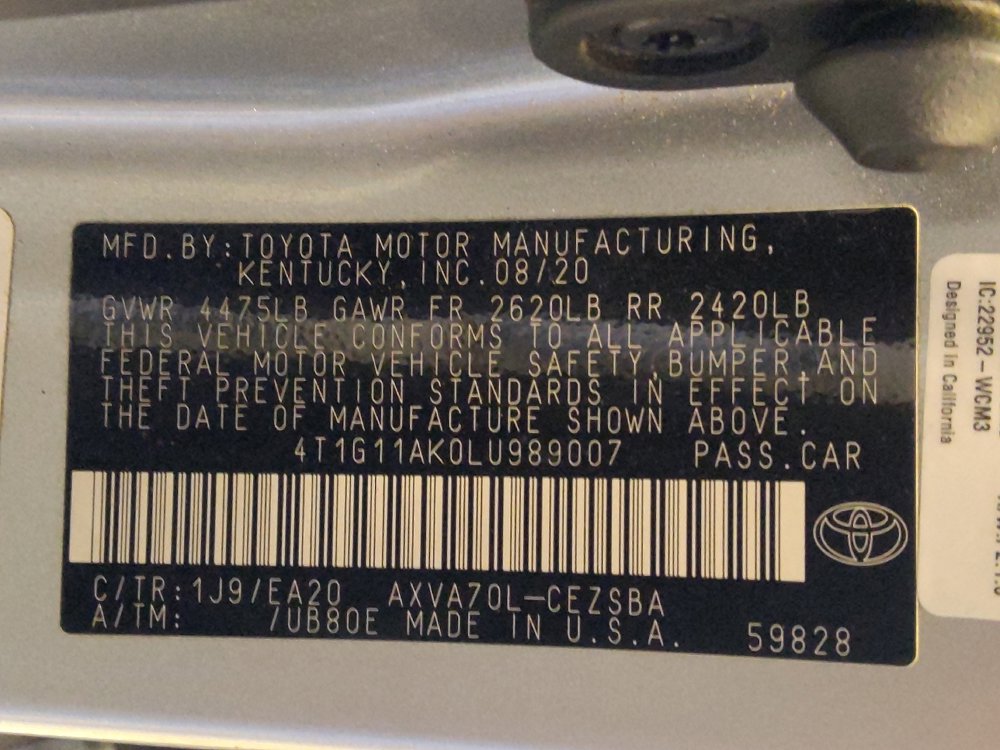 MFD. BY: TOYOTA MOTOR MANUFACTURING,
KENTUCKY, INC. 08/20
GVWR 4475LB GAWR FR 2620LB RR 2420LB
THIS VEHICLE CONFORMS TO ALL APPLICABLE
FEDERAL MOTOR VEHICLE SAFETY, BUMPER, AND
THEFT PREVENTION STANDARDS IN EFFECT ON
THE DATE OF MANUFACTURE SHOWN ABOVE.
4T1G11AK0LU989007 PASS. CAR
C/TR: 1J9/EA20 AXVA70L-CEZSBA
A/TM: /UB80E MADE IN U.S.A. 59828
IC:22952-WCM3
Designed in California